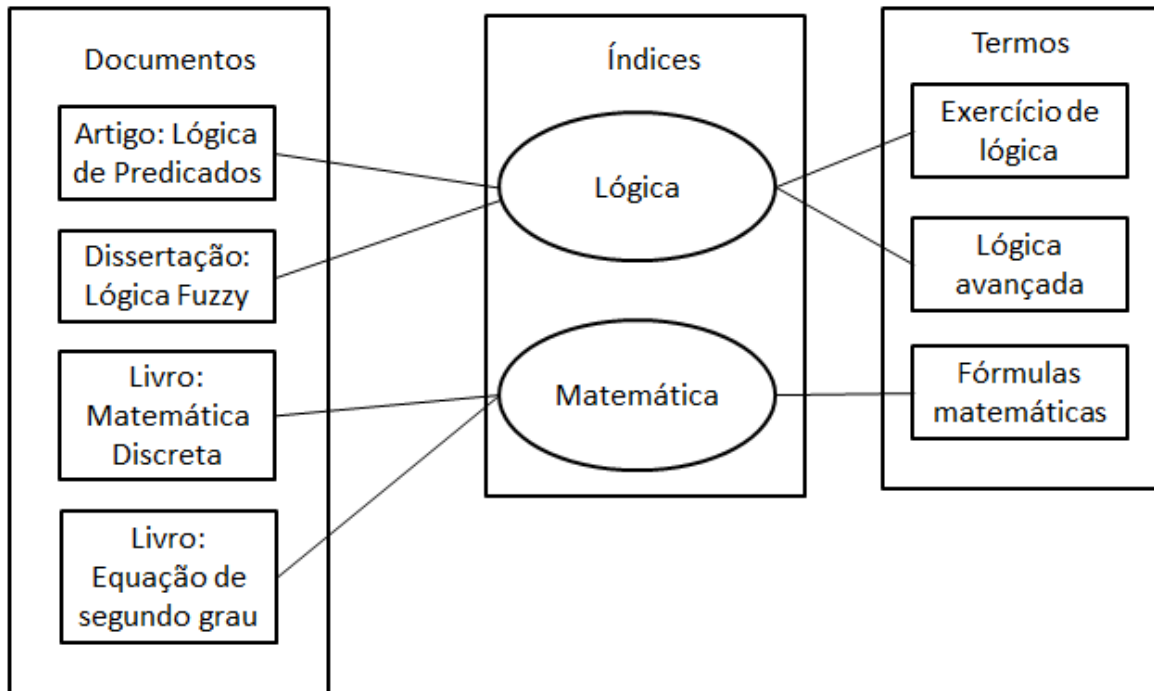 Documentos
Artigo: Lógica
de Predicados
Dissertação:
Lógica Fuzzy
Livro:
Matemática
Discreta
Livro:
Equação de
segundo grau
Índices
Lógica
Matemática
Termos
Exercício de
lógica
Lógica
avançada
Fórmulas
matemáticas